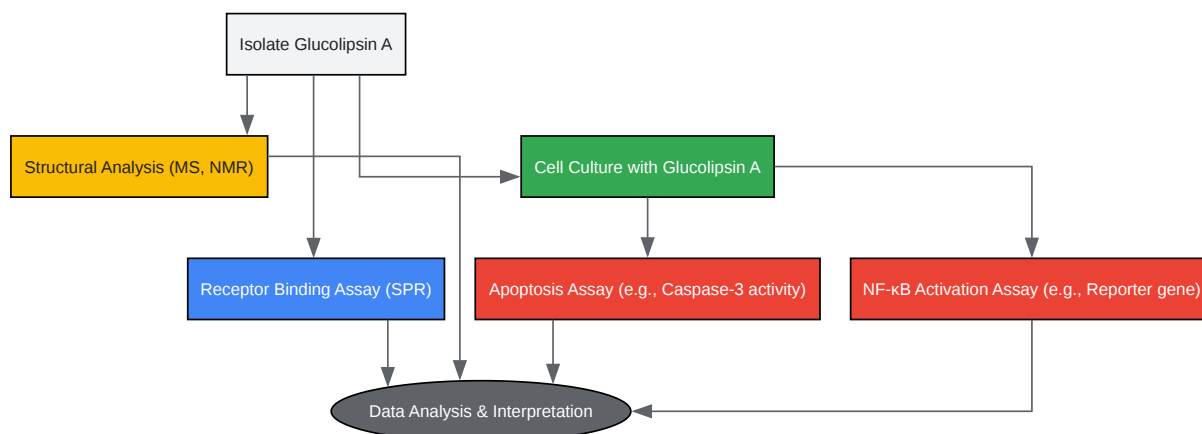 Isolate Glucolipsin A
Structural Analysis (MS, NMR)
Cell Culture with Glucolipsin A
Receptor Binding Assay (SPR)
Apoptosis Assay (e.g., Caspase-3 activity)
NF-κB Activation Assay (e.g., Reporter gene)
Data Analysis & Interpretation